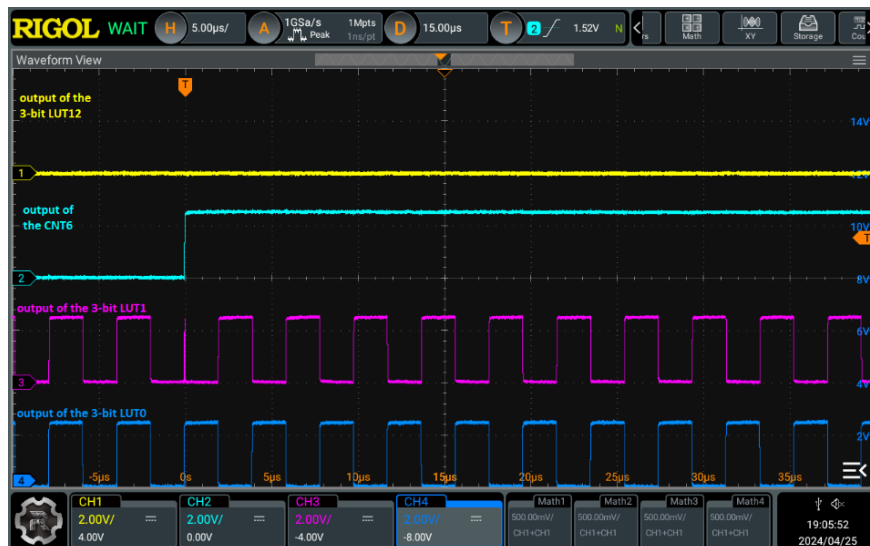 RIGOL WAIT H 5.00μs/ A 1GSa/s Peak 1Mpts 1ns/pt D 15.00μs T 2 1.52V N Math XY Storage
Waveform View
T
output of the
3-bit LUT12
14V
1
12V
output of
the CNT6
10V
T
2
8V
output of the 3-bit LUT1
6V
3
4V
output of the 3-bit LUT0
2V
-5μs 0s 5μs 10μs 15μs 20μs 25μs 30μs 35μs
4
CH1 CH2 CH3 CH4 Math1 Math2 Math3 Math4
2.00V/ 2.00V/ 2.00V/ 2.00V/ 500.00mV/ 500.00mV/ 500.00mV/ 500.00mV/
4.00V 0.00V -4.00V -8.00V CH1+CH1 CH1+CH1 CH1+CH1 CH1+CH1
19:05:52
2024/04/25